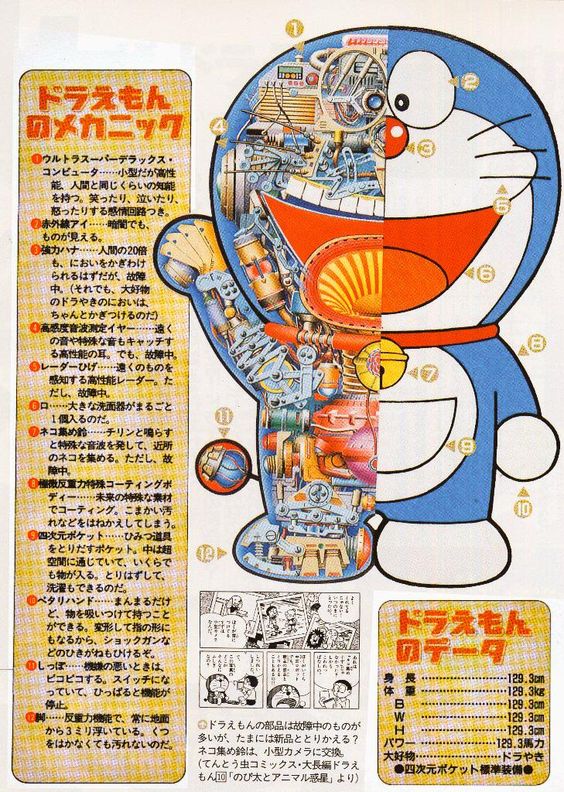 ドラえもん
のメカニック
①ウルトラスーパーデラックス・
コンピュータ……小型だが高性
能。人間と同じくらいの知能
を持つ。笑ったり、泣いたり、
怒ったりする感情回路つき。
②赤外線アイ……暗闇でも、
ものが見える。
③強力ハナ……人間の20倍
も、においをかぎわけ
られるはずだが、故障
中。(それでも、大好物
のドラやきのにおいは、
ちゃんとかぎつけるのだ)
④高感度音波測定イヤー……遠く
の音や特殊な音もキャッチす
る高性能の耳。でも、故障中。
⑤レーダーひげ……遠くのものを
感知する高性能レーダー。た
だし、故障中。
⑥口……大きな洗面器がまるごと
1個入るのだ。
⑦ネコ集め鈴……チリンと鳴らす
と特殊な音波を発して、近所
のネコを集める。ただし、故
障中。
⑧極微反重力特殊コーティングボ
ディー……未来の特殊な素材
でコーティング。こまかい汚
れなどをはねかえしてしまう。
⑨四次元ポケット……ひみつ道具
をとりだすポケット。中は超
空間に通じていて、いくらで
も物が入る。とりはずして、
洗濯もできるのだ。
⑩ペタリハンド……まんまるだけ
ど、物を吸いつけて持つこと
ができる。変形して指の形に
もなるから、ショックガンな
どのひきがねもひけるぞ。
⑪しっぽ……機嫌の悪いときは、
ピコピコする。スイッチにな
っていて、ひっぱると機能が
停止。
⑫脚……反重力機能で、常に地面
から3ミリ浮いている。くつ
をはかなくても汚れないのだ。
①
②
③
④
⑤
⑥
⑦
⑧
⑨
⑩
⑪
⑫
ドラえもんの部品は故障中のものが
多いが、たまには新品ととりかえる?
ネコ集め鈴は、小型カメラに交換。
(てんとう虫コミックス・大長編ドラえ
もん⑩「のび太とアニマル惑星」より)
ドラえもん
のデータ
身長……129.3cm
体重……129.3kg
B……129.3cm
W……129.3cm
H……129.3cm
パワー……129.3馬力
大好物……ドラやき
●四次元ポケット標準装備●